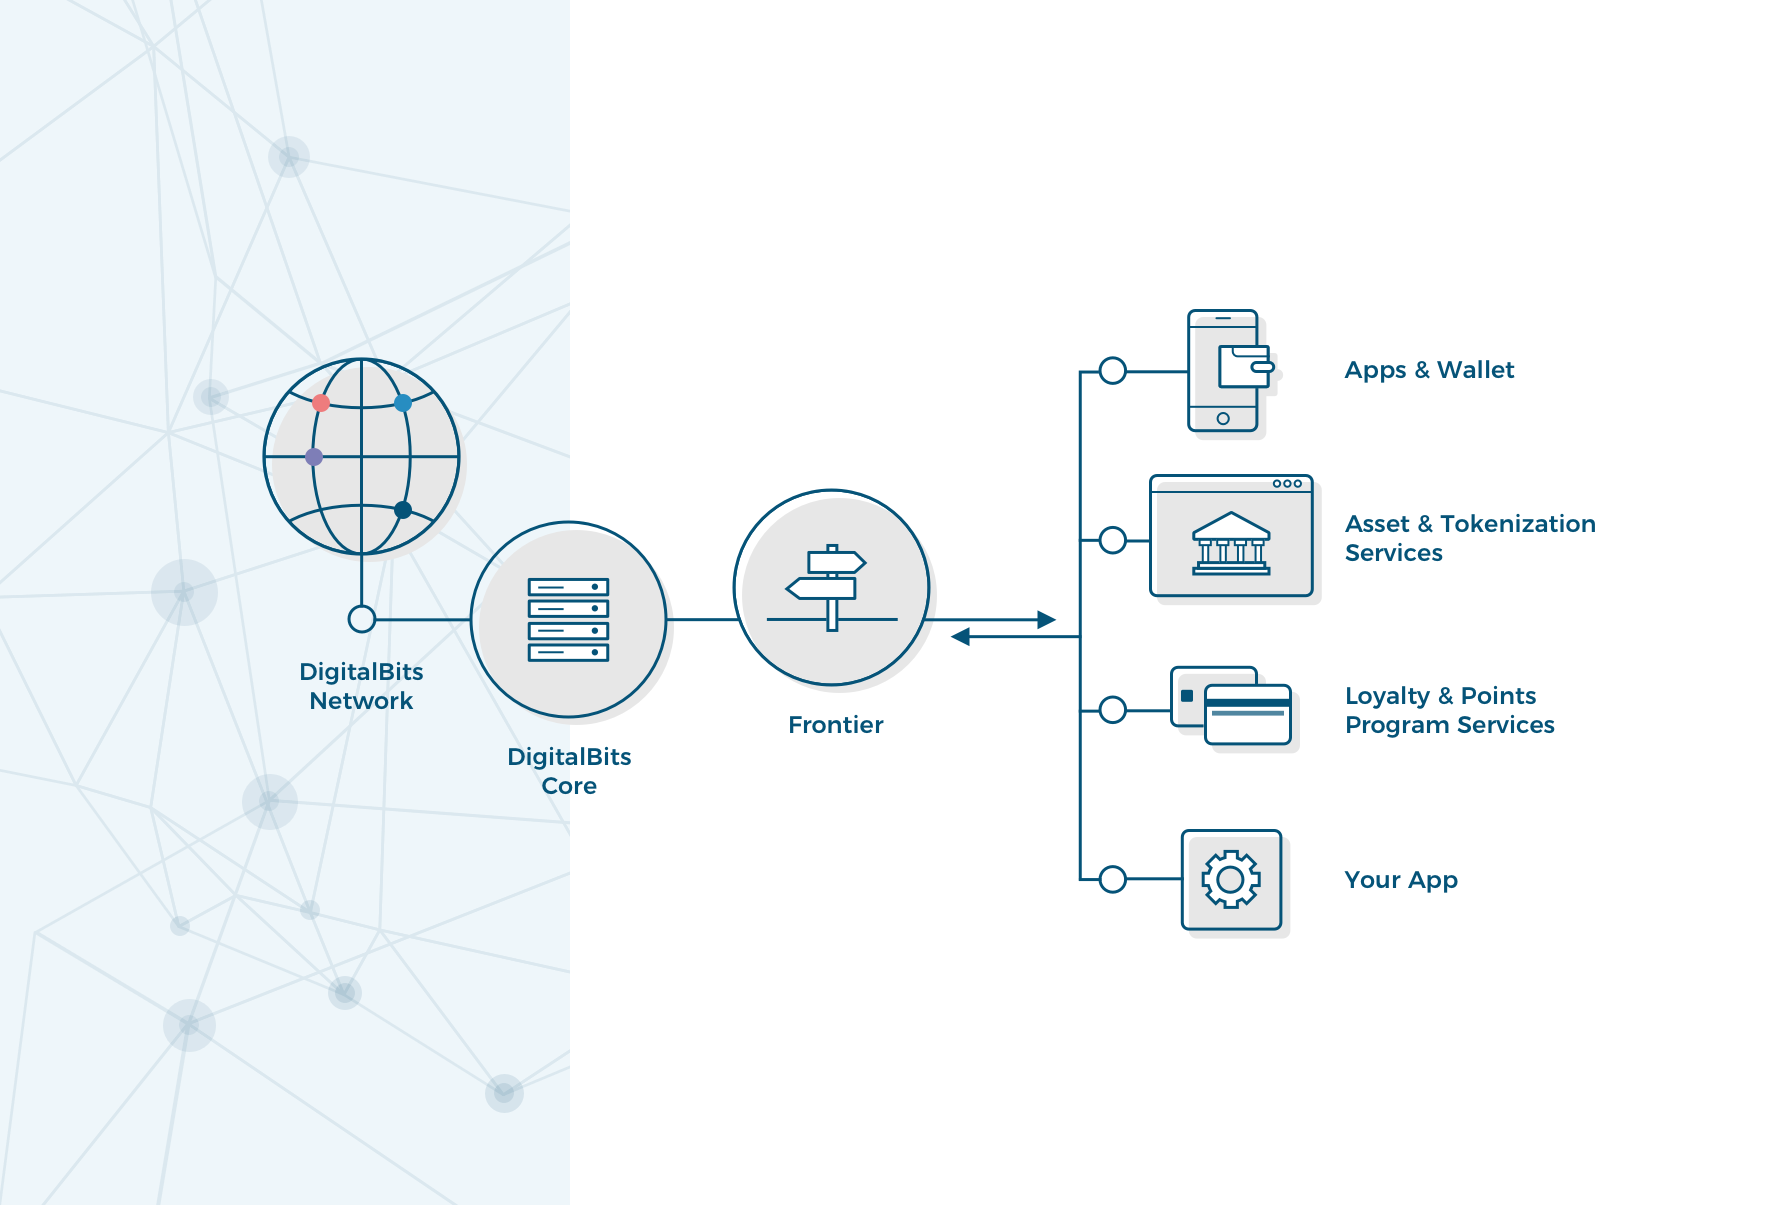 DigitalBits
Network
DigitalBits
Core
Frontier
Apps & Wallet
Asset & Tokenization
Services
Loyalty & Points
Program Services
Your App